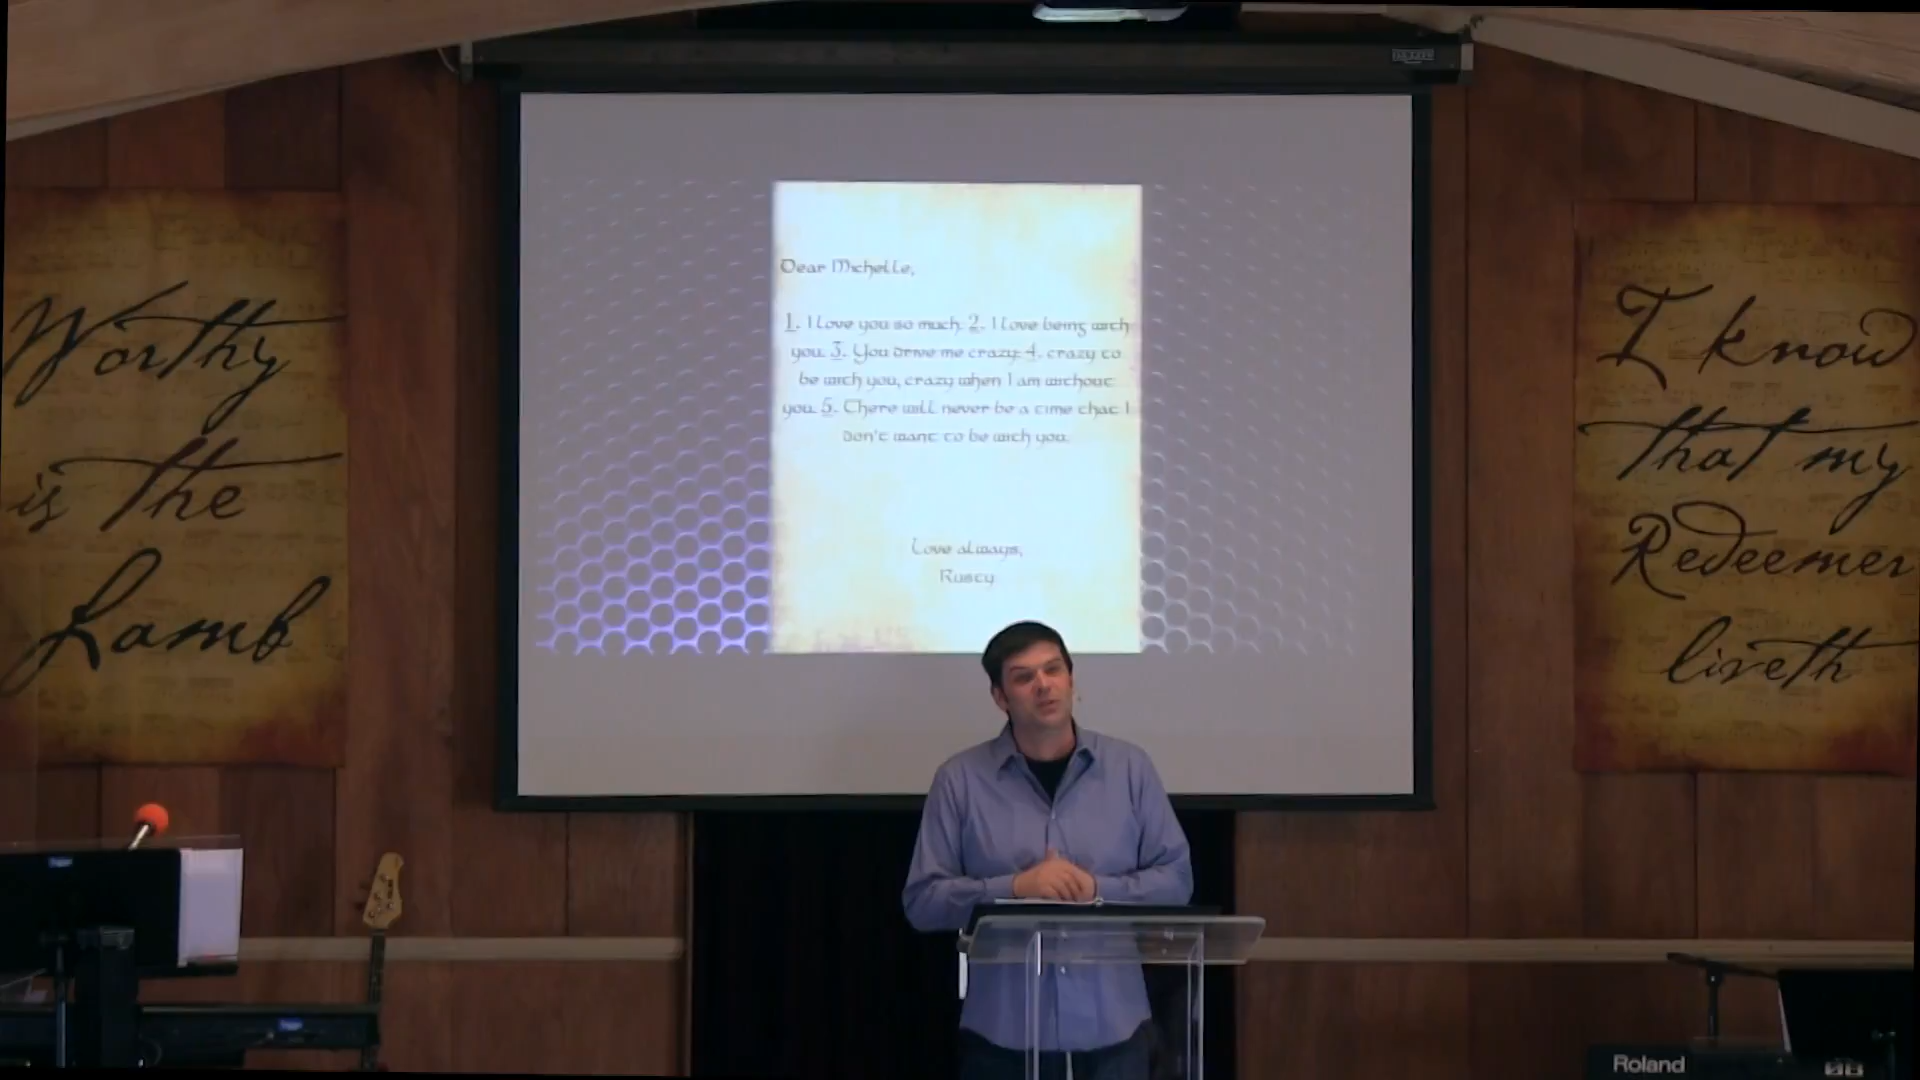 Worthy
is the
Lamb
Dear Michelle,
1. I love you so much. 2. I love being with
you. 3. You drive me crazy: 4. crazy to
be with you, crazy when I am without
you. 5. There will never be a time that I
don't want to be with you.
Love always,
Rusty
I know
that my
Redeemer
liveth
Roland